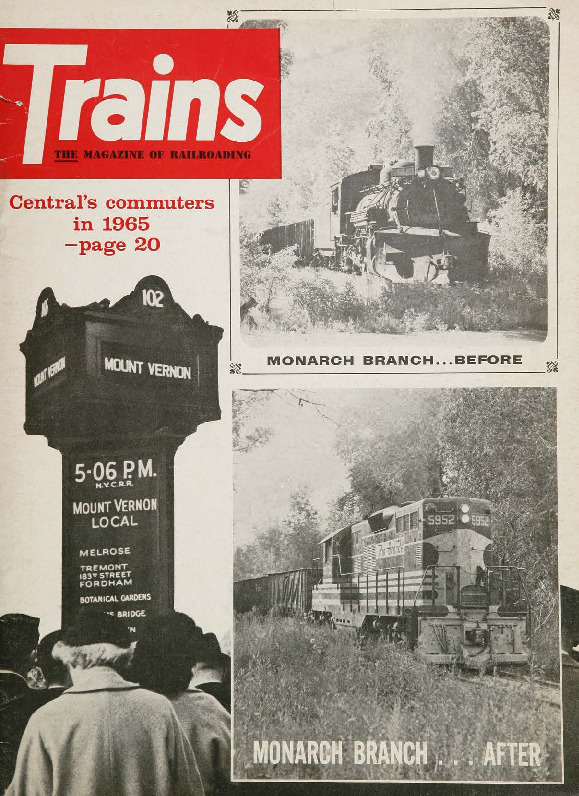 Trains
THE MAGAZINE OF RAILROADING
Central's commuters
in 1965
—page 20
MONARCH BRANCH...BEFORE
102
MOUNT VERNON
MOUNT VERNON
5-06 P.M.
N.Y.C.R.R.
MOUNT VERNON
LOCAL
MELROSE
TREMONT
183RD STREET
FORDHAM
BOTANICAL GARDENS
BRIDGE
5952
5952
MONARCH BRANCH . . . AFTER